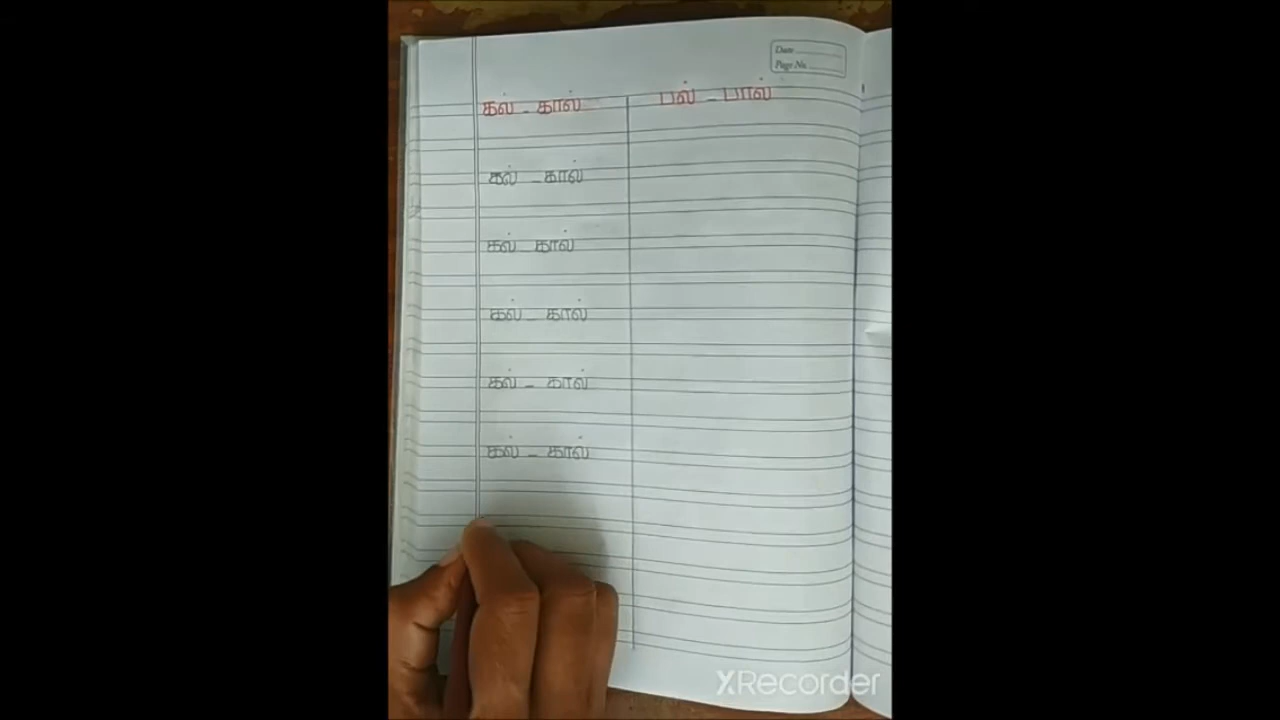 Date
Page No.
கல் - கால் பல் - பால்
கல் - கால்
கல் - கால்
கல் - கால்
கல் - கால்
கல் - கால்
XRecorder